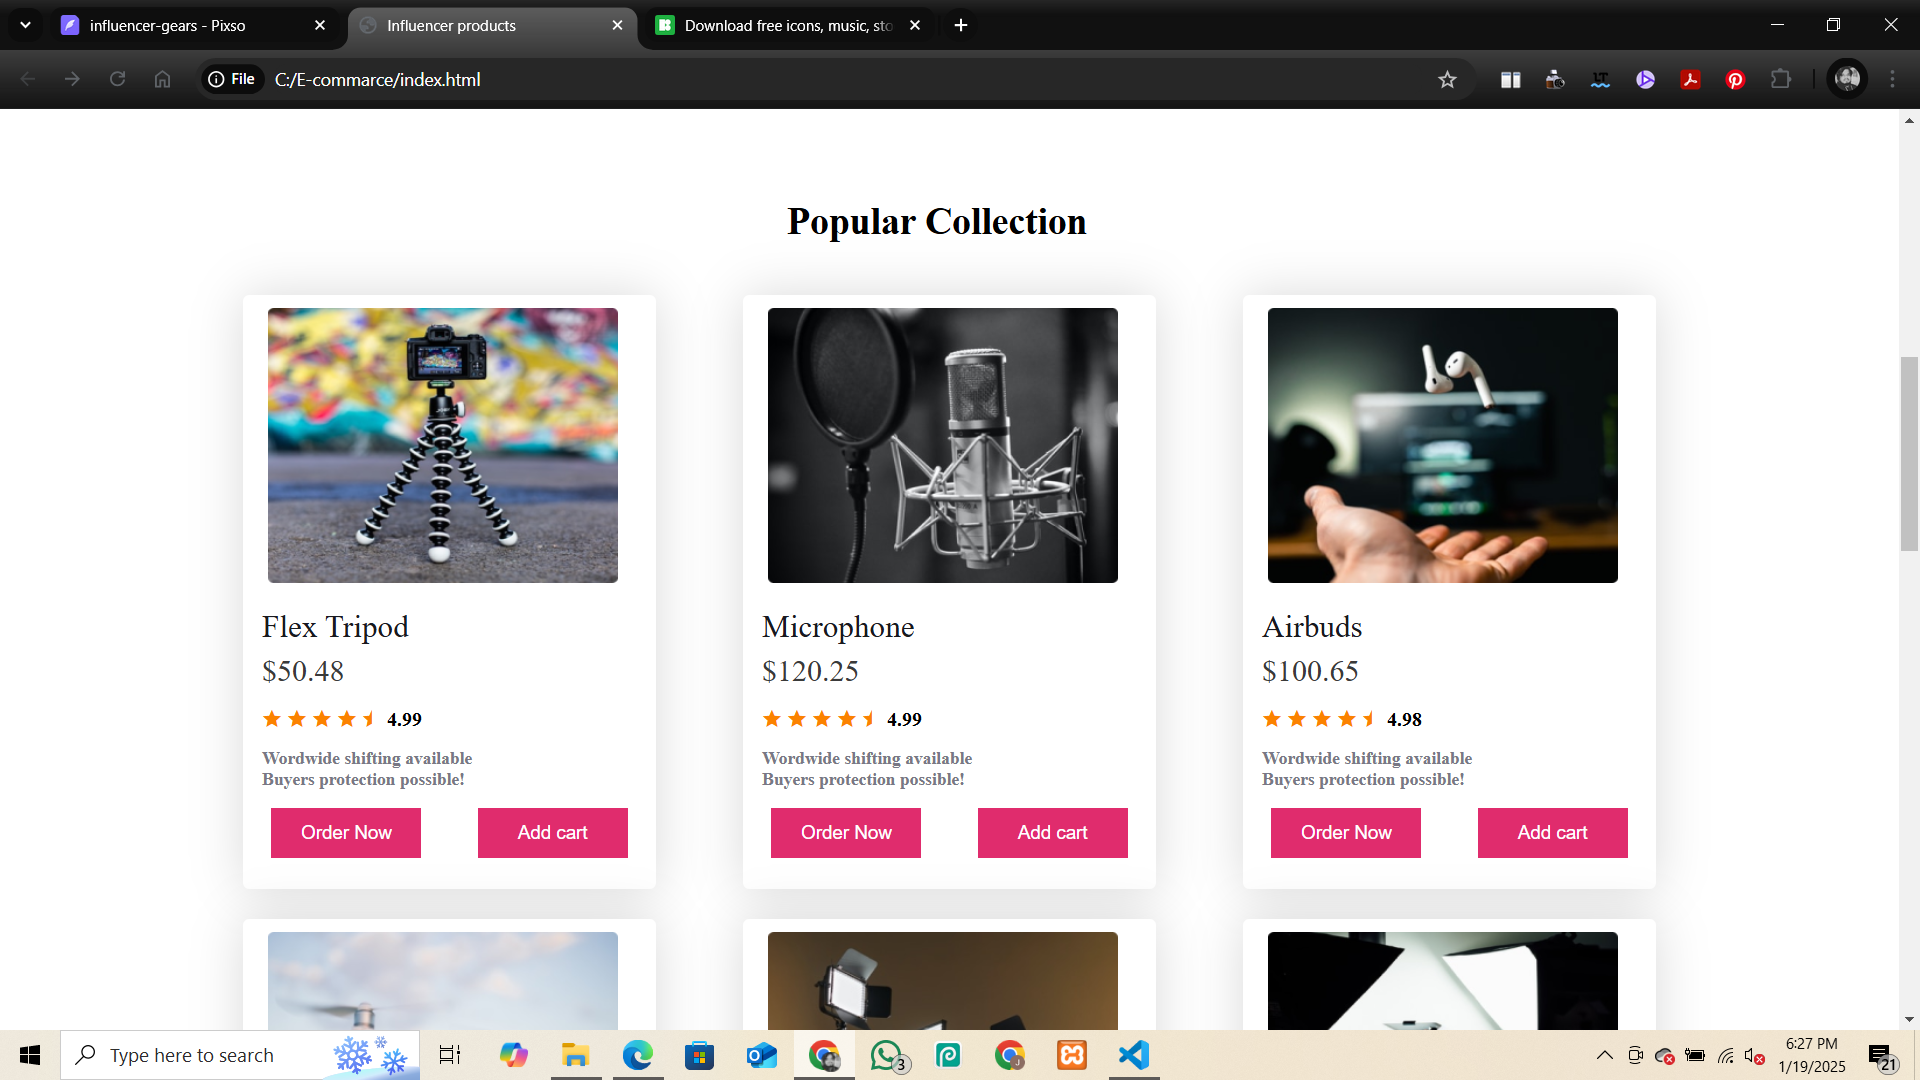 influencer-gears - Pixso
Influencer products
Download free icons, music, sto
File
C:/E-commarce/index.html
Popular Collection
Flex Tripod
$50.48
4.99
Wordwide shifting available
Buyers protection possible!
Order Now
Add cart
Microphone
$120.25
4.99
Wordwide shifting available
Buyers protection possible!
Order Now
Add cart
Airbuds
$100.65
4.98
Wordwide shifting available
Buyers protection possible!
Order Now
Add cart
Type here to search
3
6:27 PM
1/19/2025
21